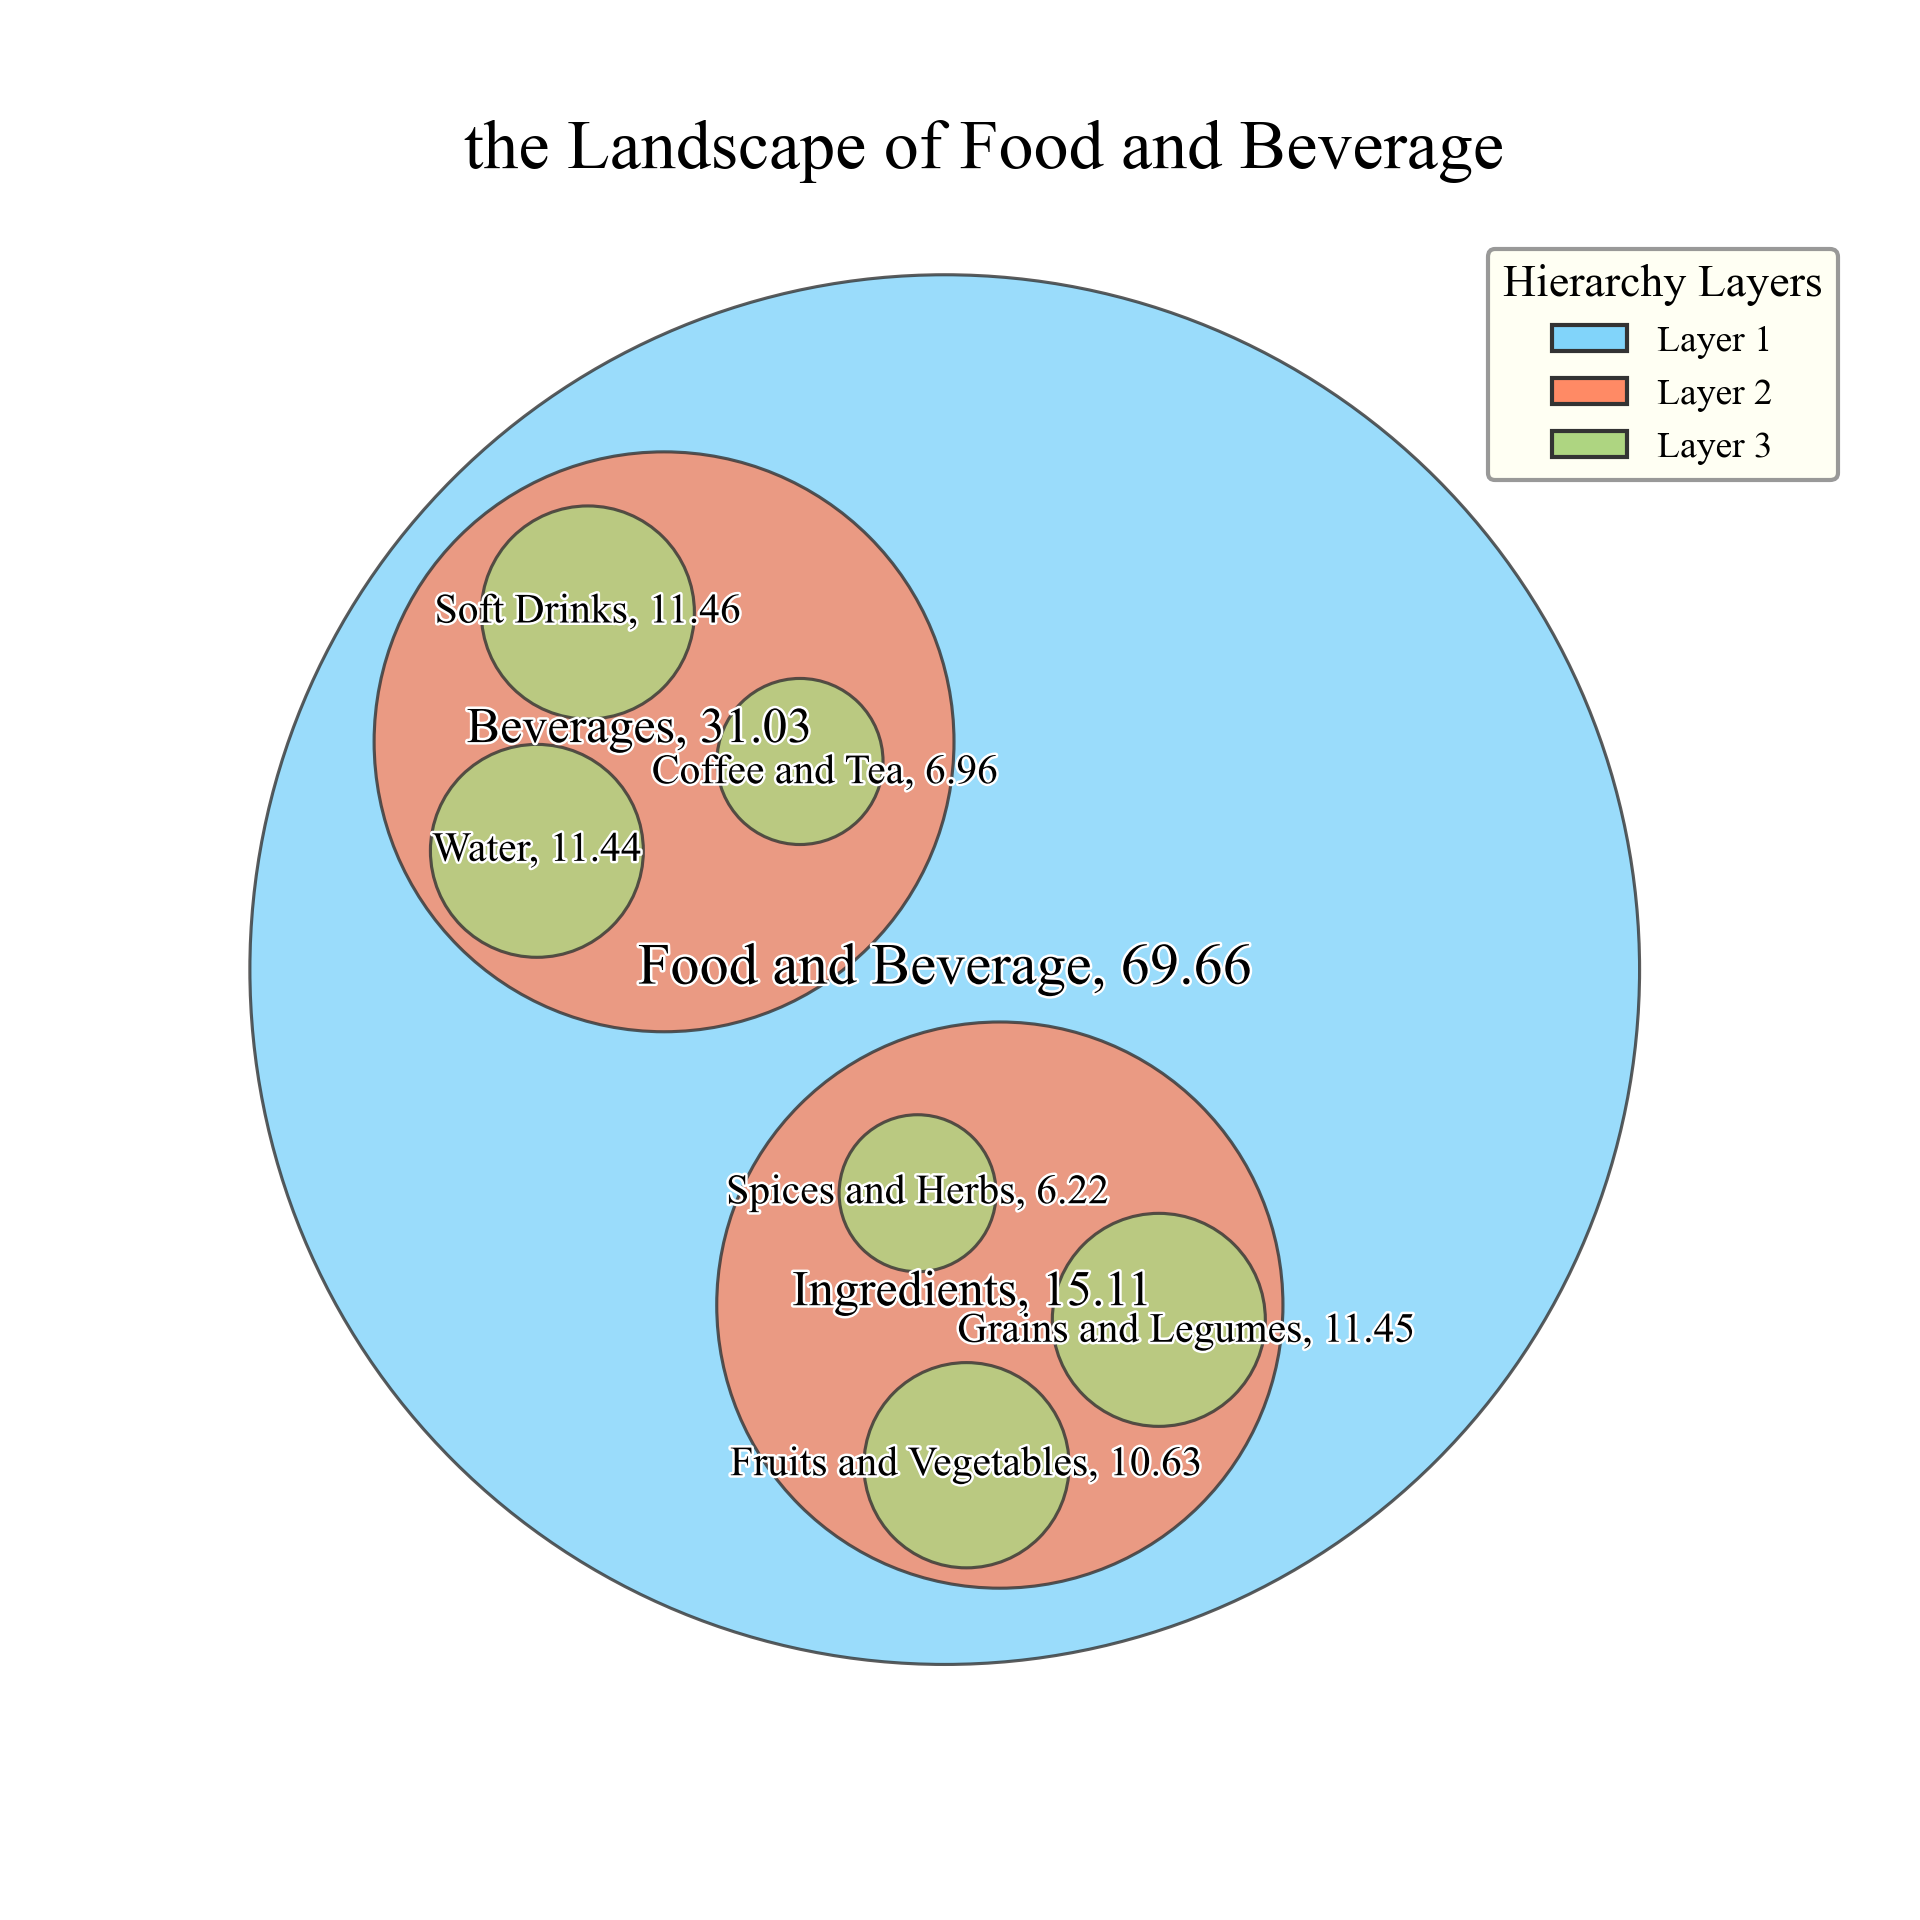 the Landscape of Food and Beverage
Hierarchy Layers
Layer 1
Layer 2
Layer 3
Soft Drinks, 11.46
Beverages, 31.03
Coffee and Tea, 6.96
Water, 11.44
Food and Beverage, 69.66
Spices and Herbs, 6.22
Ingredients, 15.11
Grains and Legumes, 11.45
Fruits and Vegetables, 10.63